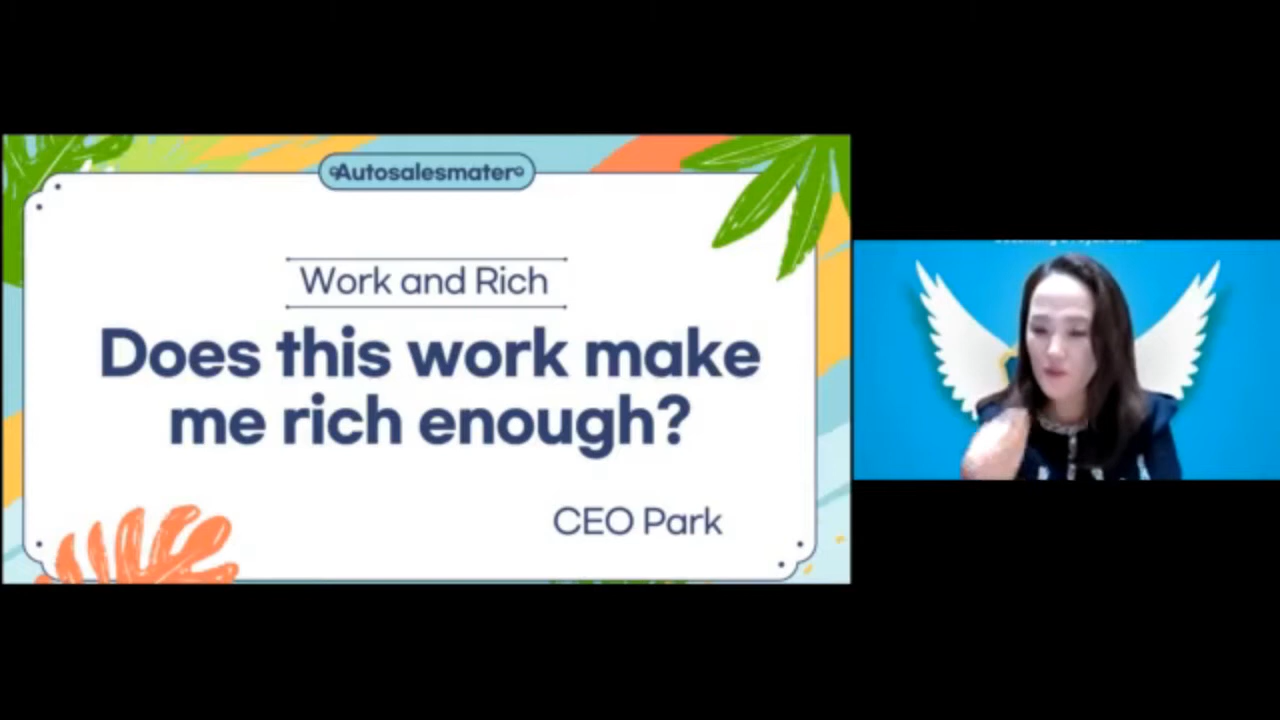 Autosalesmater
Work and Rich
Does this work make
me rich enough?
CEO Park